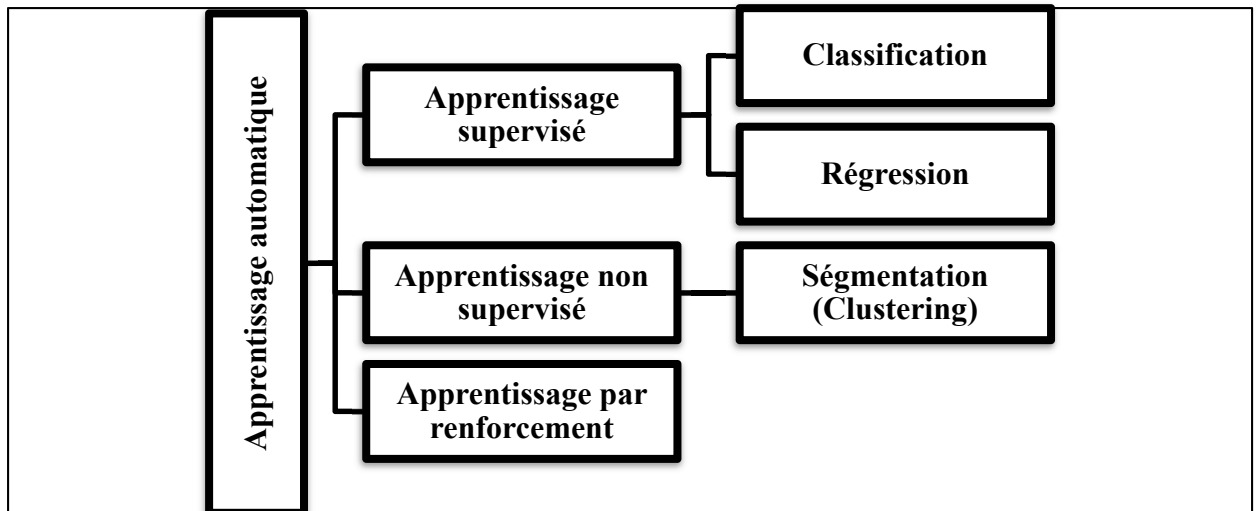 Apprentissage automatique
Apprentissage
supervisé
Classification
Régression
Apprentissage non
supervisé
Ségmentation
(Clustering)
Apprentissage par
renforcement